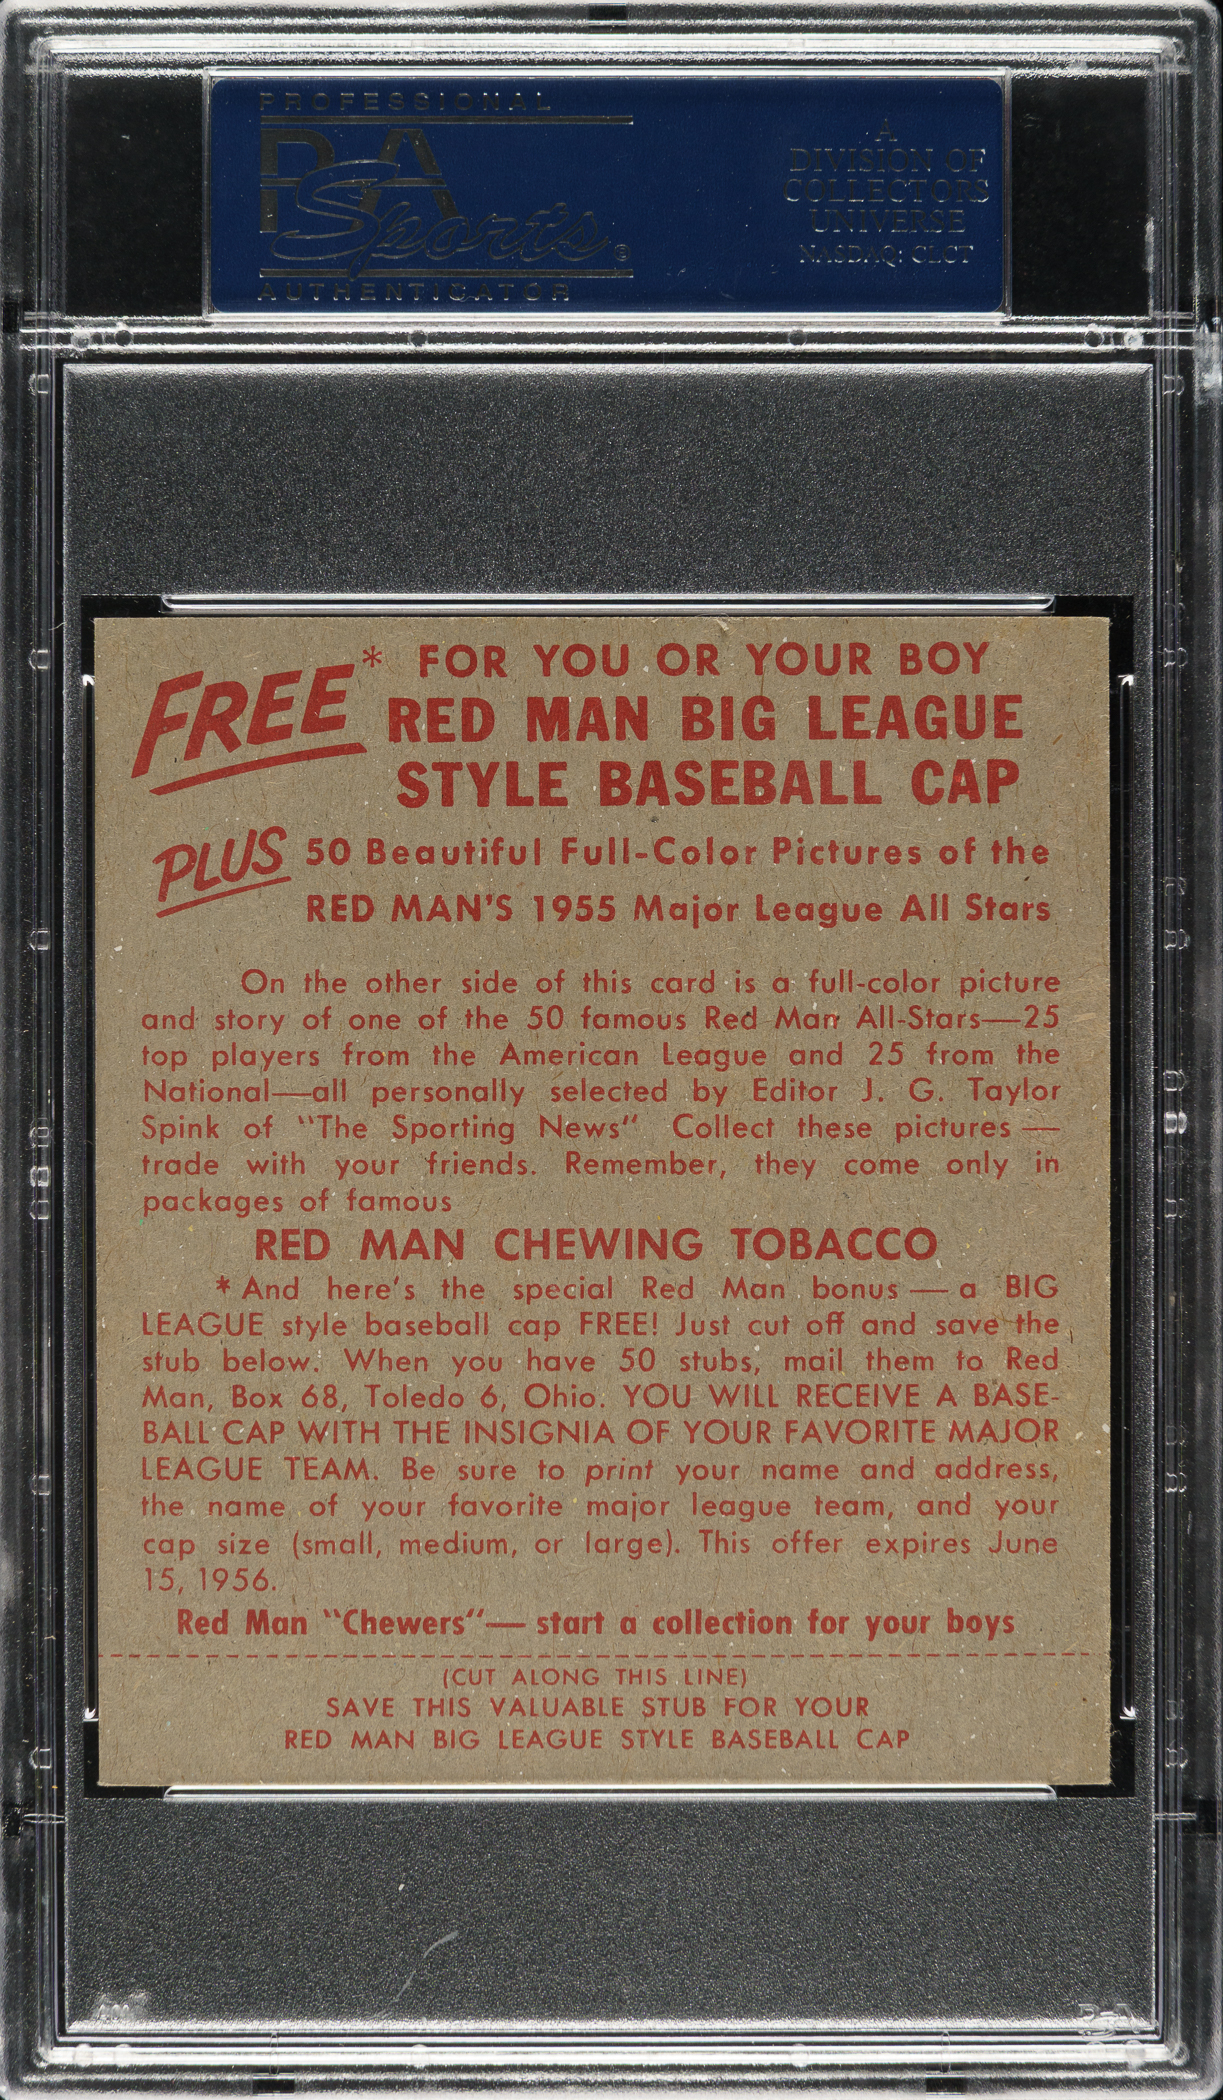 PROFESSIONAL
PSA
Sports
AUTHENTICATOR
A
DIVISION OF
COLLECTORS
UNIVERSE
NASDAQ: CLCT
FREE* FOR YOU OR YOUR BOY
RED MAN BIG LEAGUE
STYLE BASEBALL CAP
PLUS 50 Beautiful Full-Color Pictures of the
RED MAN'S 1955 Major League All Stars
On the other side of this card is a full-color picture
and story of one of the 50 famous Red Man All-Stars—25
top players from the American League and 25 from the
National—all personally selected by Editor J. G. Taylor
Spink of "The Sporting News" Collect these pictures —
trade with your friends. Remember, they come only in
packages of famous
RED MAN CHEWING TOBACCO
* And here's the special Red Man bonus — a BIG
LEAGUE style baseball cap FREE! Just cut off and save the
stub below. When you have 50 stubs, mail them to Red
Man, Box 68, Toledo 6, Ohio. YOU WILL RECEIVE A BASE-
BALL CAP WITH THE INSIGNIA OF YOUR FAVORITE MAJOR
LEAGUE TEAM. Be sure to print your name and address,
the name of your favorite major league team, and your
cap size (small, medium, or large). This offer expires June
15, 1956.
Red Man "Chewers"— start a collection for your boys
(CUT ALONG THIS LINE)
SAVE THIS VALUABLE STUB FOR YOUR
RED MAN BIG LEAGUE STYLE BASEBALL CAP
PSA